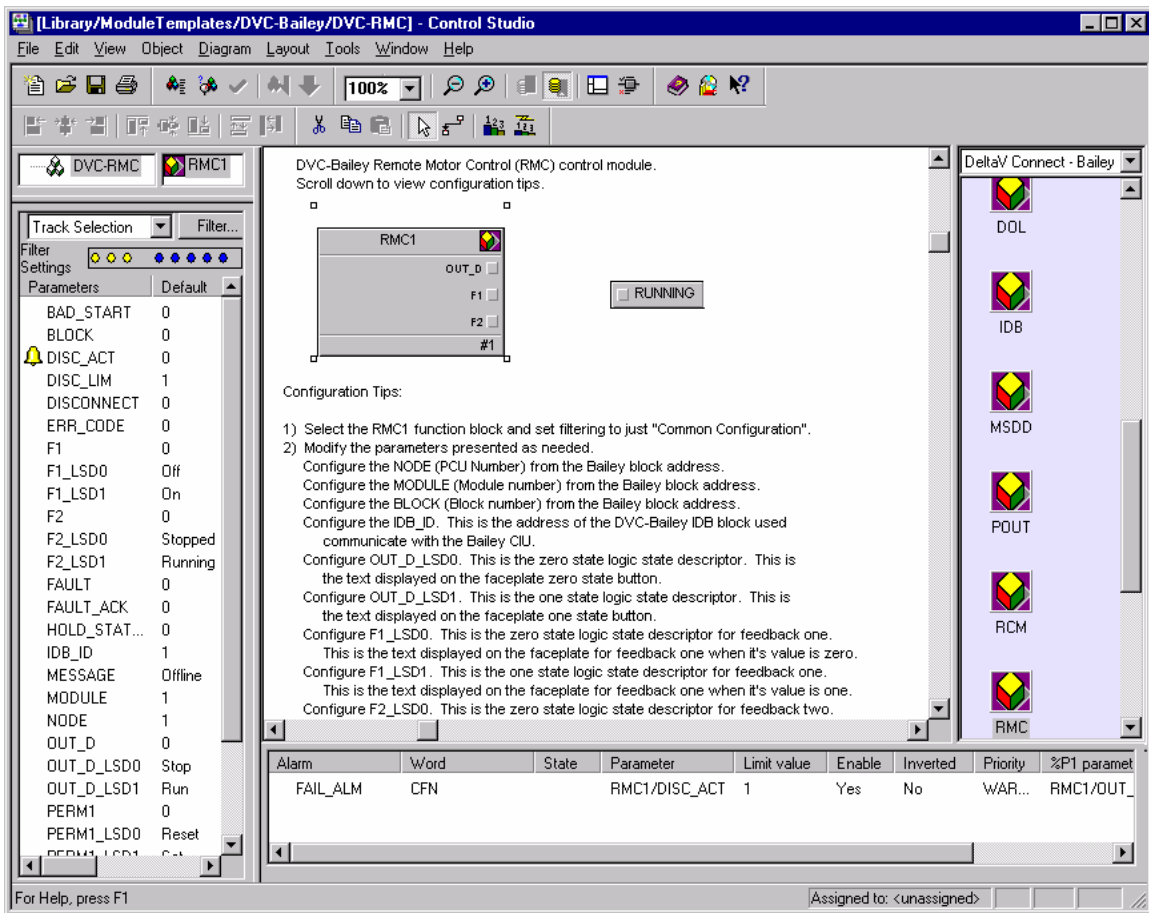 [Library/ModuleTemplates/DVC-Bailey/DVC-RMC] - Control Studio
File Edit View Object Diagram Layout Tools Window Help
100%
DVC-RMC
RMC1
Track Selection
Filter...
Filter
Settings
Parameters Default
BAD_START 0
BLOCK 0
DISC_ACT 0
DISC_LIM 1
DISCONNECT 0
ERR_CODE 0
F1 0
F1_LSD0 Off
F1_LSD1 On
F2 0
F2_LSD0 Stopped
F2_LSD1 Running
FAULT 0
FAULT_ACK 0
HOLD_STAT... 0
IDB_ID 1
MESSAGE Offline
MODULE 1
NODE 1
OUT_D 0
OUT_D_LSD0 Stop
OUT_D_LSD1 Run
PERM1 0
PERM1_LSD0 Reset
DVC-Bailey Remote Motor Control (RMC) control module.
Scroll down to view configuration tips.
RMC1
OUT_D
F1
F2
#1
RUNNING
Configuration Tips:
1) Select the RMC1 function block and set filtering to just "Common Configuration".
2) Modify the parameters presented as needed.
Configure the NODE (PCU Number) from the Bailey block address.
Configure the MODULE (Module number) from the Bailey block address.
Configure the BLOCK (Block number) from the Bailey block address.
Configure the IDB_ID. This is the address of the DVC-Bailey IDB block used
communicate with the Bailey CIU.
Configure OUT_D_LSD0. This is the zero state logic state descriptor. This is
the text displayed on the faceplate zero state button.
Configure OUT_D_LSD1. This is the one state logic state descriptor. This is
the text displayed on the faceplate one state button.
Configure F1_LSD0. This is the zero state logic state descriptor for feedback one.
This is the text displayed on the faceplate for feedback one when it's value is zero.
Configure F1_LSD1. This is the one state logic state descriptor for feedback one.
This is the text displayed on the faceplate for feedback one when it's value is one.
Configure F2_LSD0. This is the zero state logic state descriptor for feedback two.
DeltaV Connect - Bailey
DOL
IDB
MSDD
POUT
RCM
RMC
Alarm Word State Parameter Limit value Enable Inverted Priority %P1 paramet
FAIL_ALM CFN RMC1/DISC_ACT 1 Yes No WAR... RMC1/OUT_
For Help, press F1
Assigned to: <unassigned>